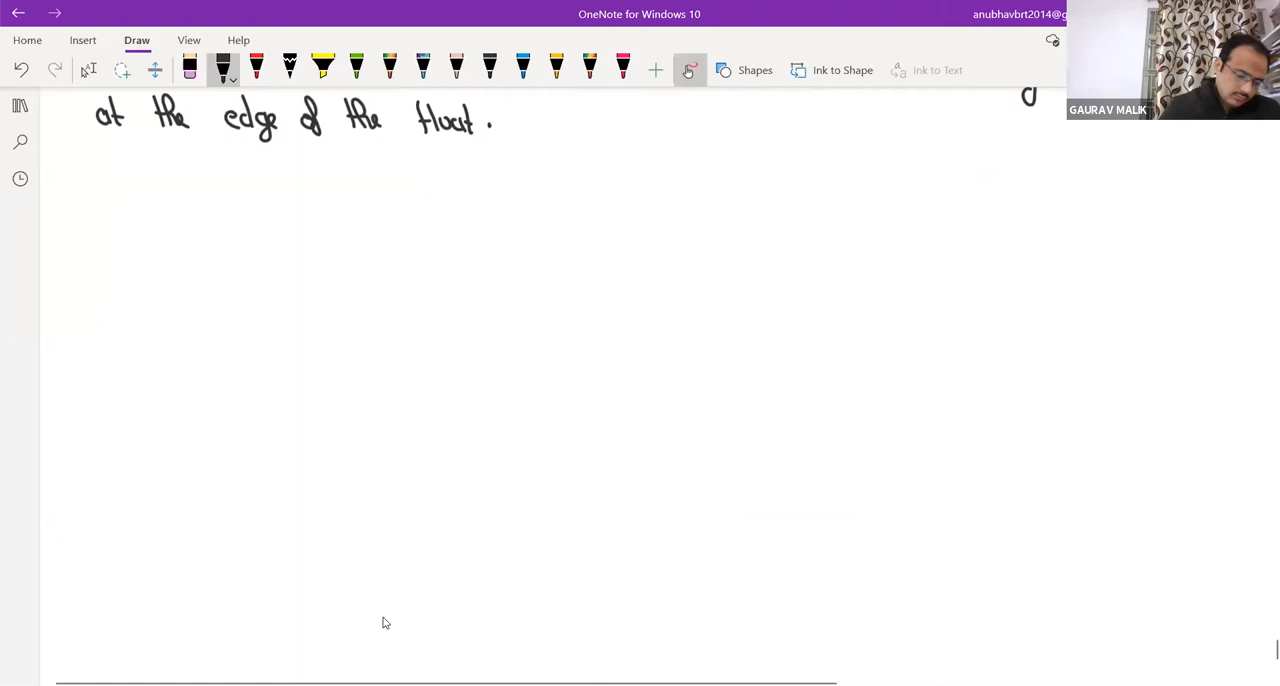 OneNote for Windows 10
anubhavbrt2014@g
Home Insert Draw View Help
Shapes Ink to Shape Ink to Text
GAURAV MALIK
at the edge of the float.